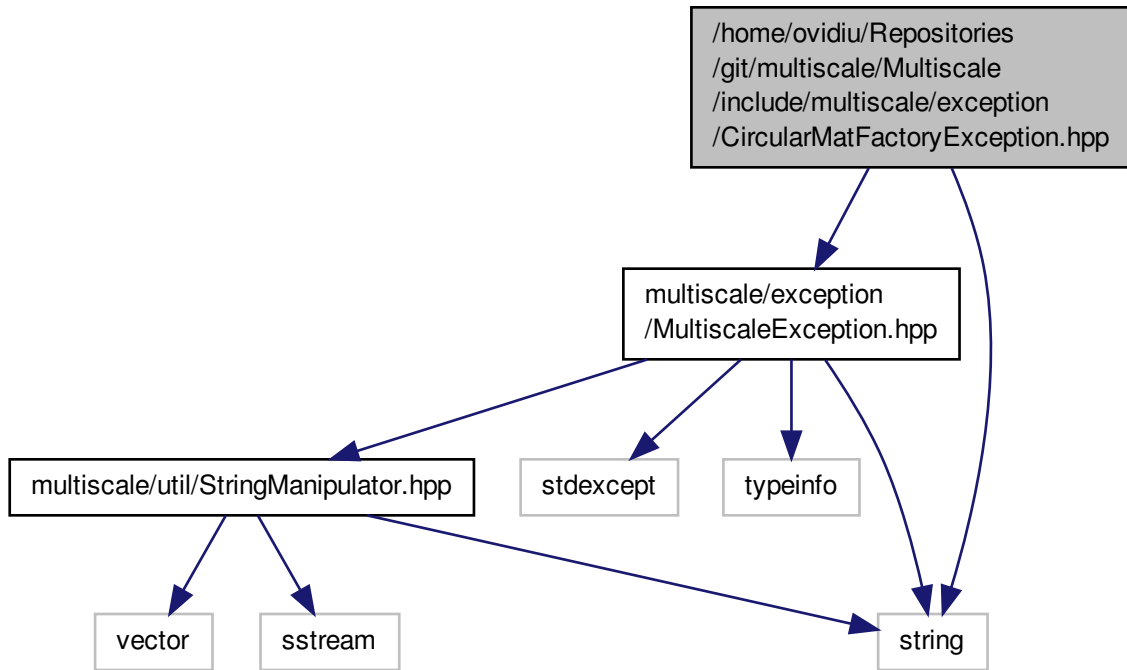 /home/ovidiu/Repositories
/git/multiscale/Multiscale
/include/multiscale/exception
/CircularMatFactoryException.hpp
multiscale/exception
/MultiscaleException.hpp
multiscale/util/StringManipulator.hpp
stdexcept
typeinfo
vector
sstream
string